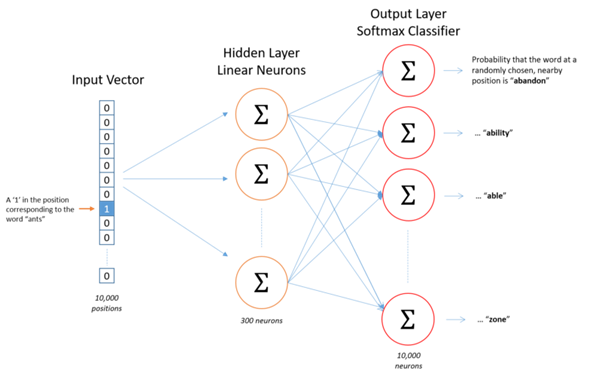 Output Layer
Softmax Classifier
Hidden Layer
Linear Neurons
Input Vector
0
0
0
0
0
0
0
1
0
0
0
A ‘1’ in the position
corresponding to the
word “ants”
10,000
positions
Σ
Σ
Σ
300 neurons
Σ
Σ
Σ
Σ
10,000
neurons
Probability that the word at a
randomly chosen, nearby
position is “abandon”
... “ability”
... “able”
... “zone”